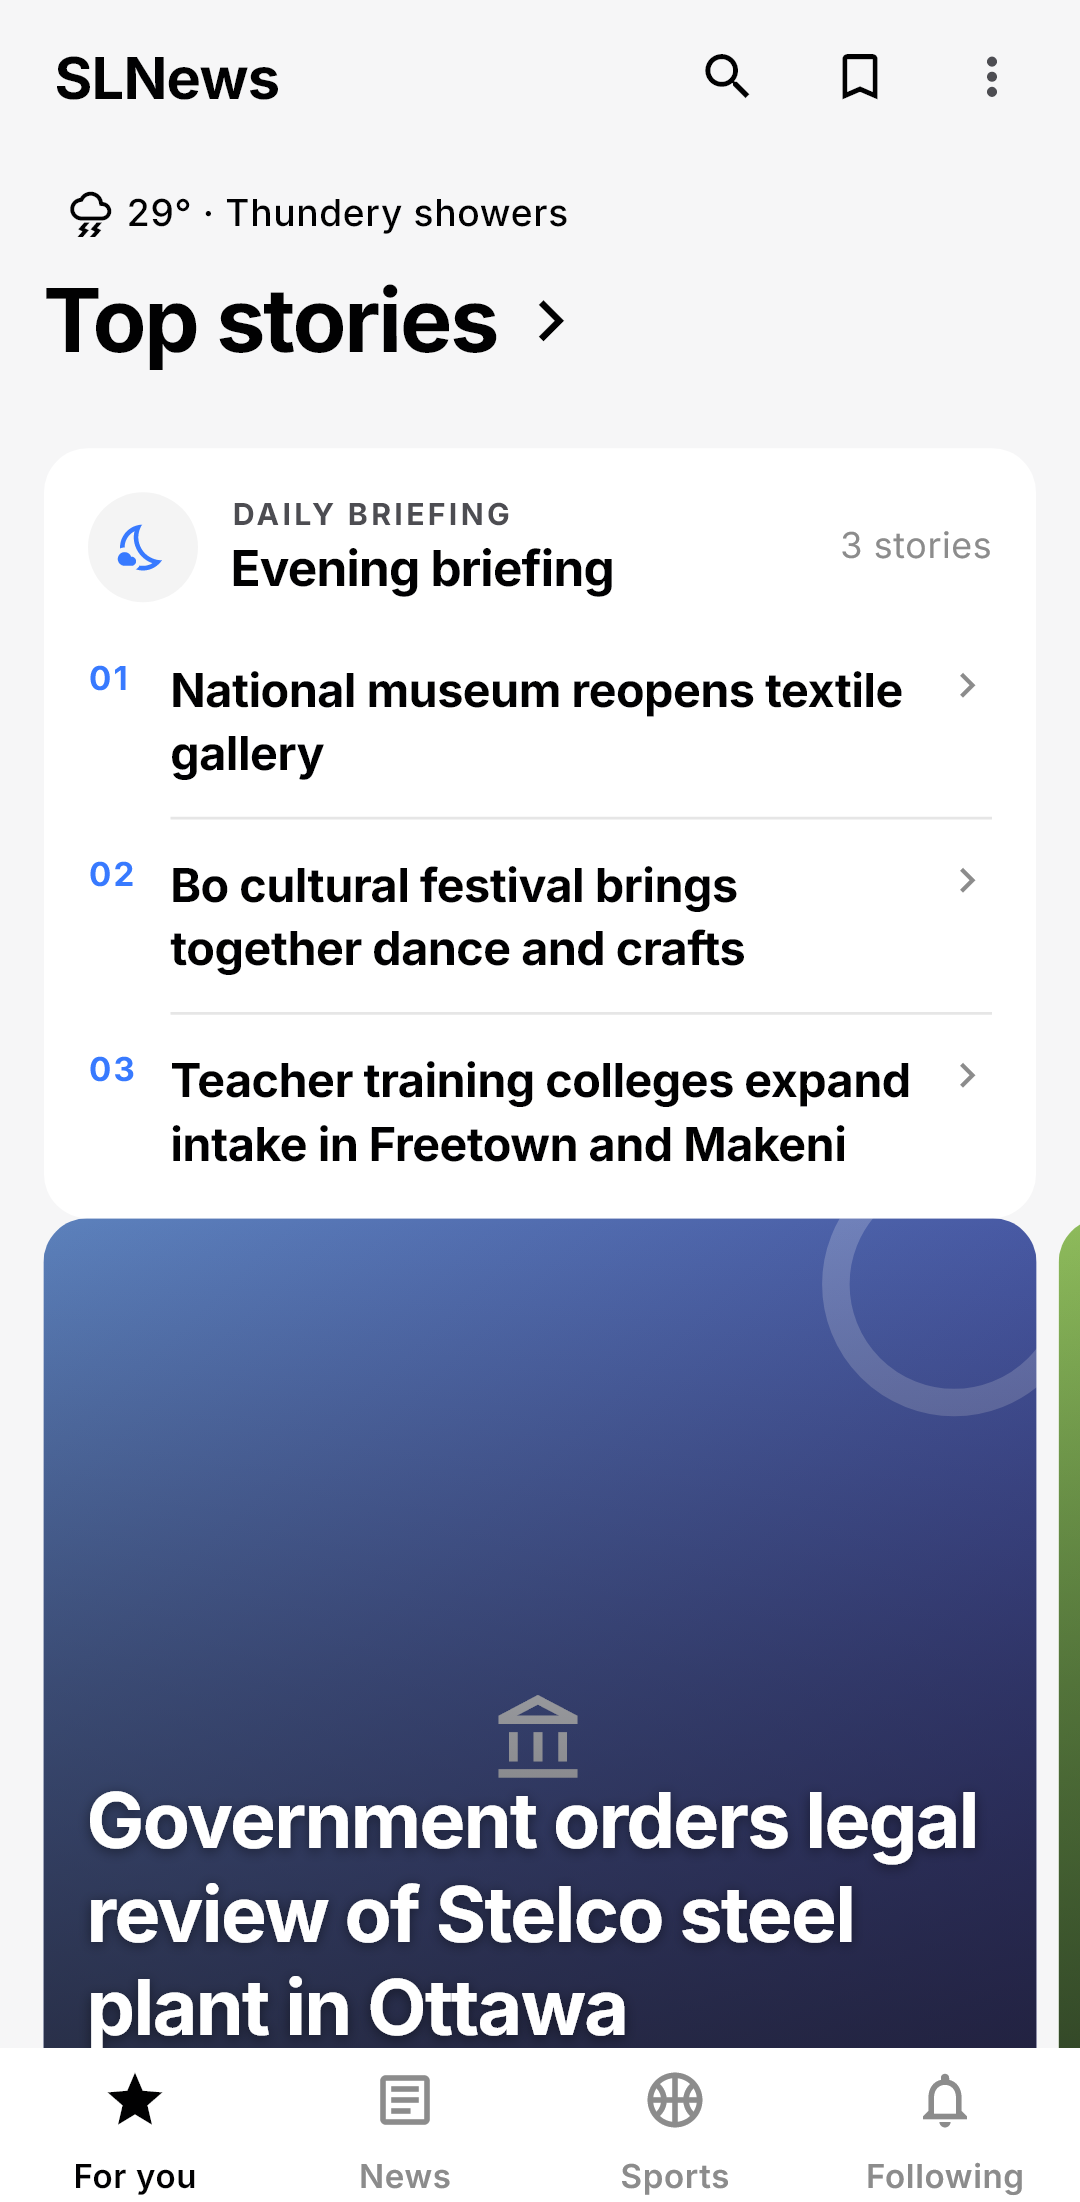 SLNews
29° · Thundery showers
Top stories
DAILY BRIEFING
Evening briefing
3 stories
01
National museum reopens textile
gallery
02
Bo cultural festival brings
together dance and crafts
03
Teacher training colleges expand
intake in Freetown and Makeni
Government orders legal
review of Stelco steel
plant in Ottawa
For you
News
Sports
Following